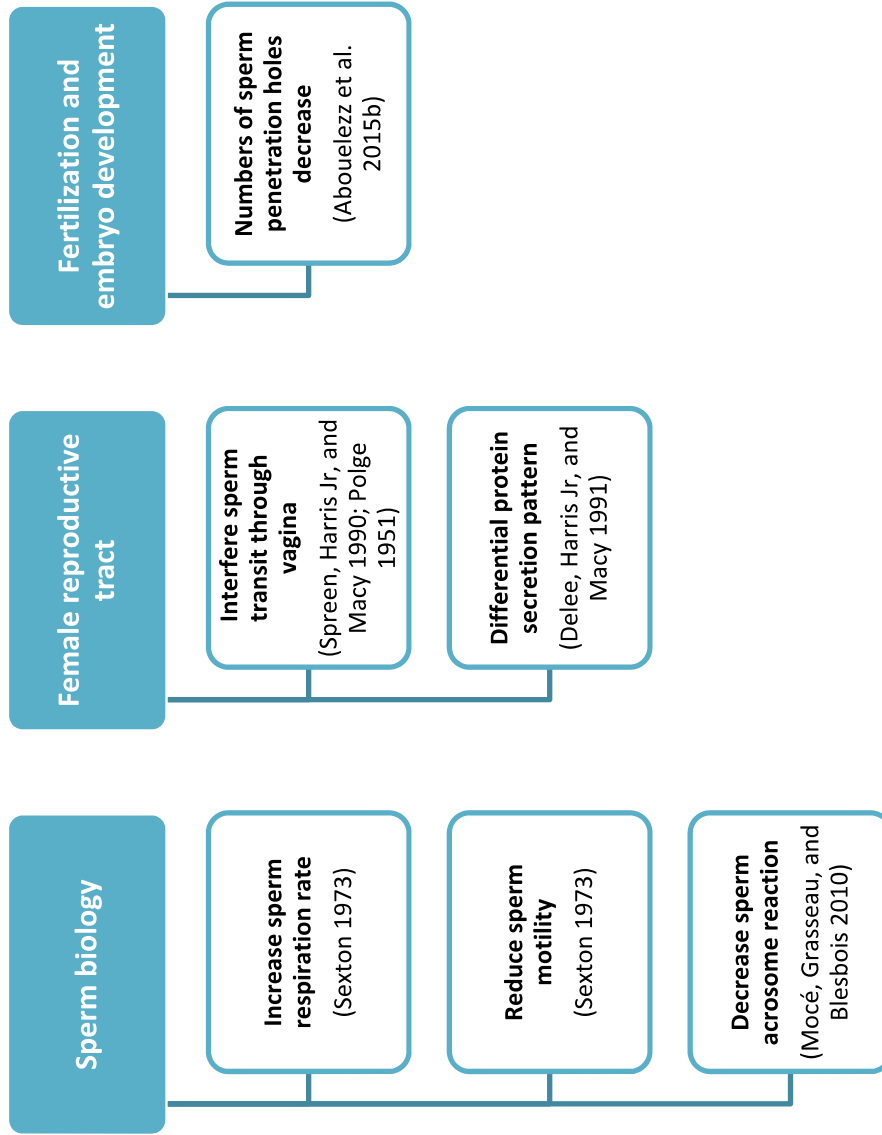 Sperm biology
Increase sperm
respiration rate
(Sexton 1973)
Reduce sperm
motility
(Sexton 1973)
Decrease sperm
acrosome reaction
(Mocé, Grasseau, and
Blesbois 2010)
Female reproductive
tract
Interfere sperm
transit through
vagina
(Spreen, Harris Jr, and
Macy 1990; Polge
1951)
Differential protein
secretion pattern
(Delee, Harris Jr, and
Macy 1991)
Fertilization and
embryo development
Numbers of sperm
penetration holes
decrease
(Abouelezz et al.
2015b)